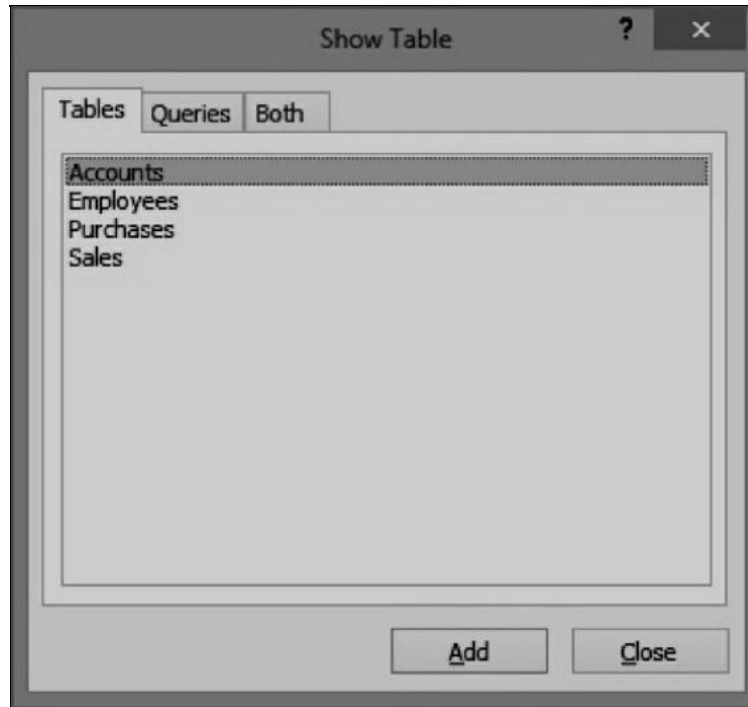 Show Table ? ×
Tables Queries Both
Accounts
Employees
Purchases
Sales
Add Close